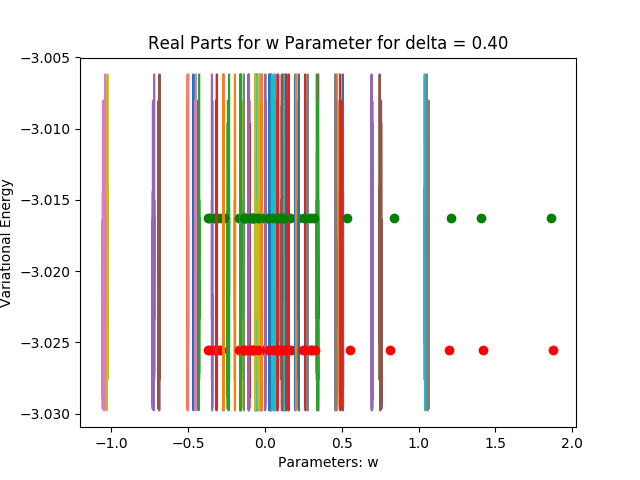 Real Parts for w Parameter for delta = 0.40
−3.005
−3.010
−3.015
−3.020
−3.025
−3.030
Variational Energy
−1.0 −0.5 0.0 0.5 1.0 1.5 2.0
Parameters: w